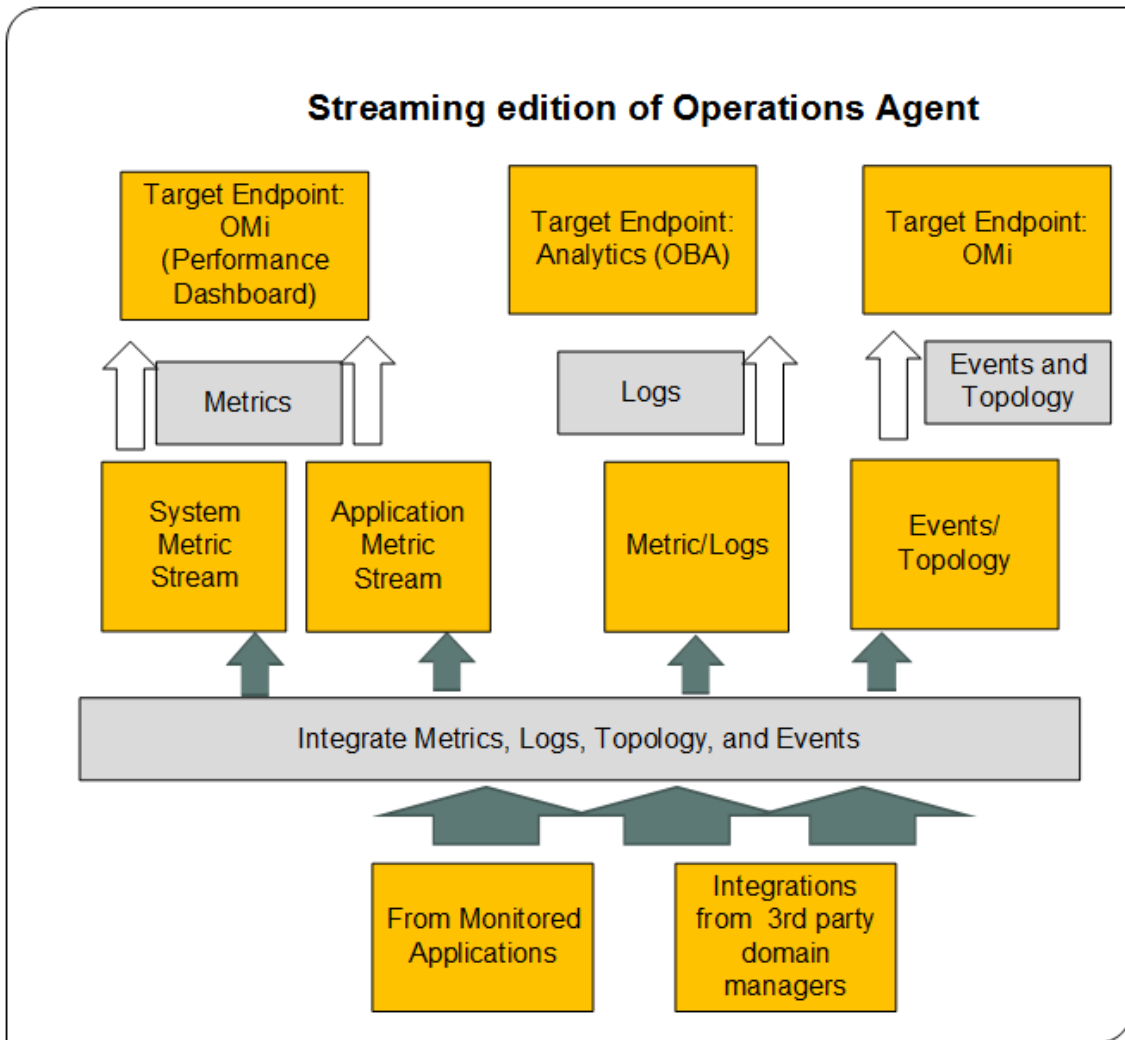 Streaming edition of Operations Agent
Target Endpoint:
OMi
(Performance
Dashboard)
Target Endpoint:
Analytics (OBA)
Target Endpoint:
OMi
Metrics
Logs
Events and
Topology
System
Metric
Stream
Application
Metric
Stream
Metric/Logs
Events/
Topology
Integrate Metrics, Logs, Topology, and Events
From Monitored
Applications
Integrations
from 3rd party
domain
managers